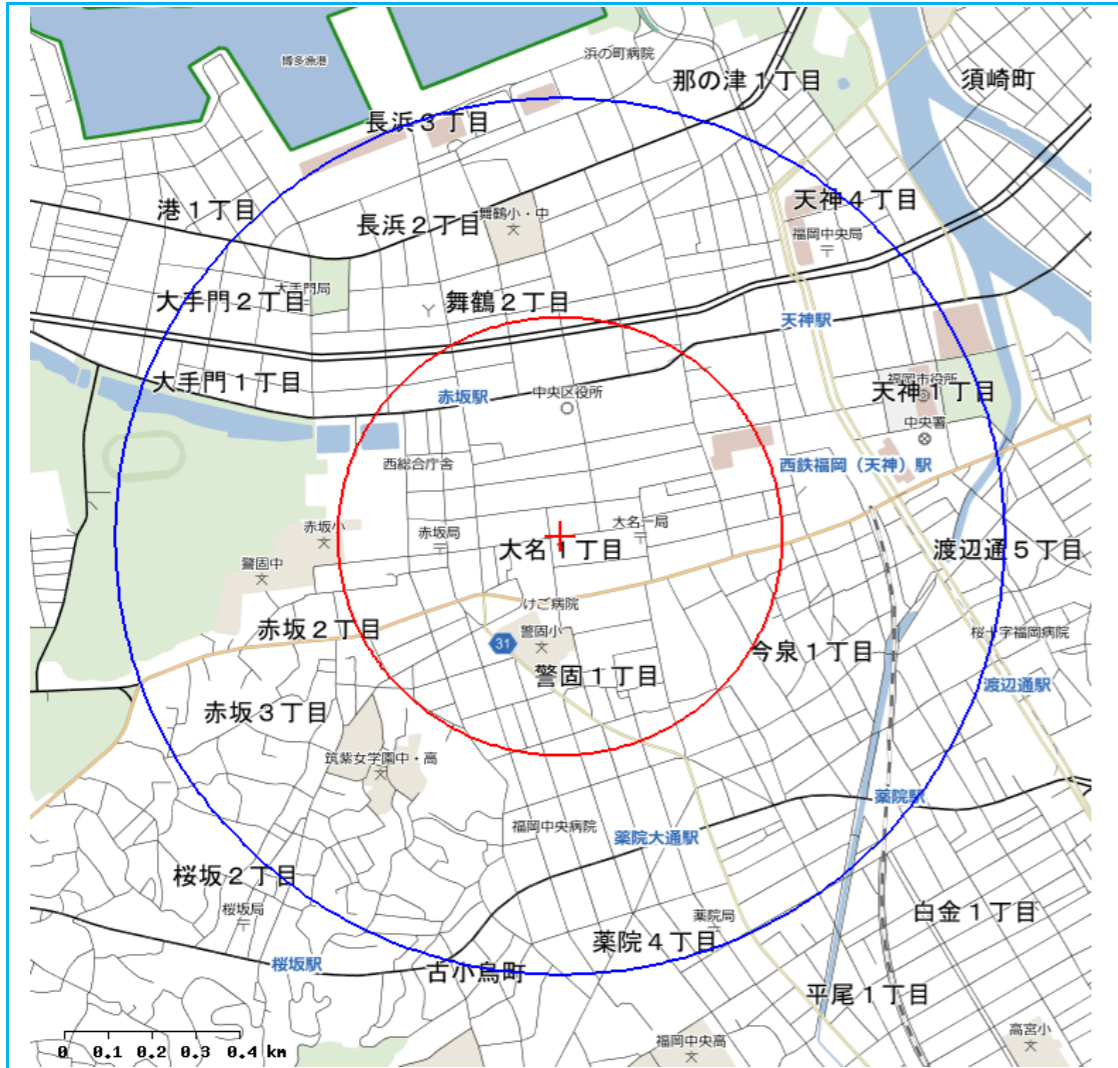 浜の町病院
博多漁港
那の津１丁目
須崎町
長浜３丁目
天神４丁目
港１丁目
長浜２丁目
舞鶴小・中
福岡中央局
大手門局
大手門２丁目
舞鶴２丁目
天神駅
大手門１丁目
福岡市役所
天神１丁目
赤坂駅
中央区役所
中央署
西総合庁舎
西鉄福岡（天神）駅
赤坂小
赤坂局
大名一局
大名１丁目
渡辺通５丁目
警固中
けご病院
赤坂２丁目
31
警固小
桜十字福岡病院
今泉１丁目
警固１丁目
渡辺通駅
赤坂３丁目
筑紫女学園中・高
薬院駅
福岡中央病院
薬院大通駅
桜坂２丁目
桜坂局
薬院局
白金１丁目
薬院４丁目
桜坂駅
古小烏町
平尾１丁目
高宮小
福岡中央高
0 0.1 0.2 0.3 0.4 km